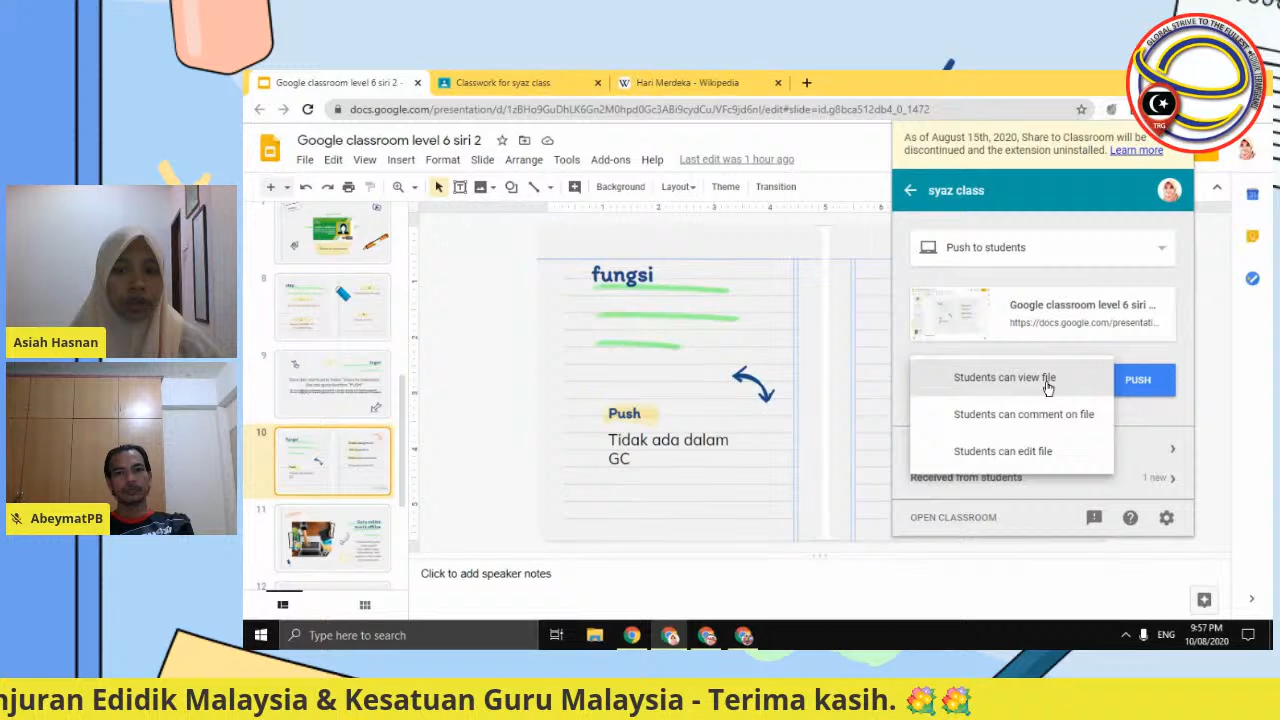 GLOBAL STRIVE TO THE FULLEST
TRG
Google classroom level 6 siri 2 -
Classwork for syaz class
Hari Merdeka - Wikipedia
docs.google.com/presentation/d/1zBHo9GuDhLK6Gn2M0hpd0Gc3ABi9cydCuJVFc9jd6nI/edit#slide=id.g8bca512db4_0_1472
As of August 15th, 2020, Share to Classroom will be
discontinued and the extension uninstalled. Learn more
Google classroom level 6 siri 2
File Edit View Insert Format Slide Arrange Tools Add-ons Help Last edit was 1 hour ago
Background Layout Theme Transition
syaz class
Push to students
Google classroom level 6 siri ...
https://docs.google.com/presentati...
Students can view file
PUSH
Students can comment on file
Students can edit file
Received from students 1 new
OPEN CLASSROOM
8
9
10
11
12
fungsi
Push
Tidak ada dalam
GC
Click to add speaker notes
Asiah Hasnan
AbeymatPB
Type here to search
ENG
9:57 PM
10/08/2020
njuran Edidik Malaysia & Kesatuan Guru Malaysia - Terima kasih.